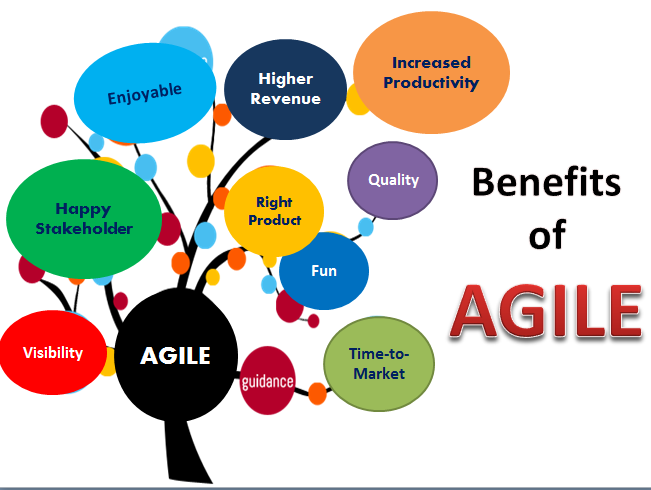 Enjoyable
Higher
Revenue
Increased
Productivity
Happy
Stakeholder
Right
Product
Quality
Fun
Visibility
AGILE
guidance
Time-to-
Market
Benefits
of
AGILE